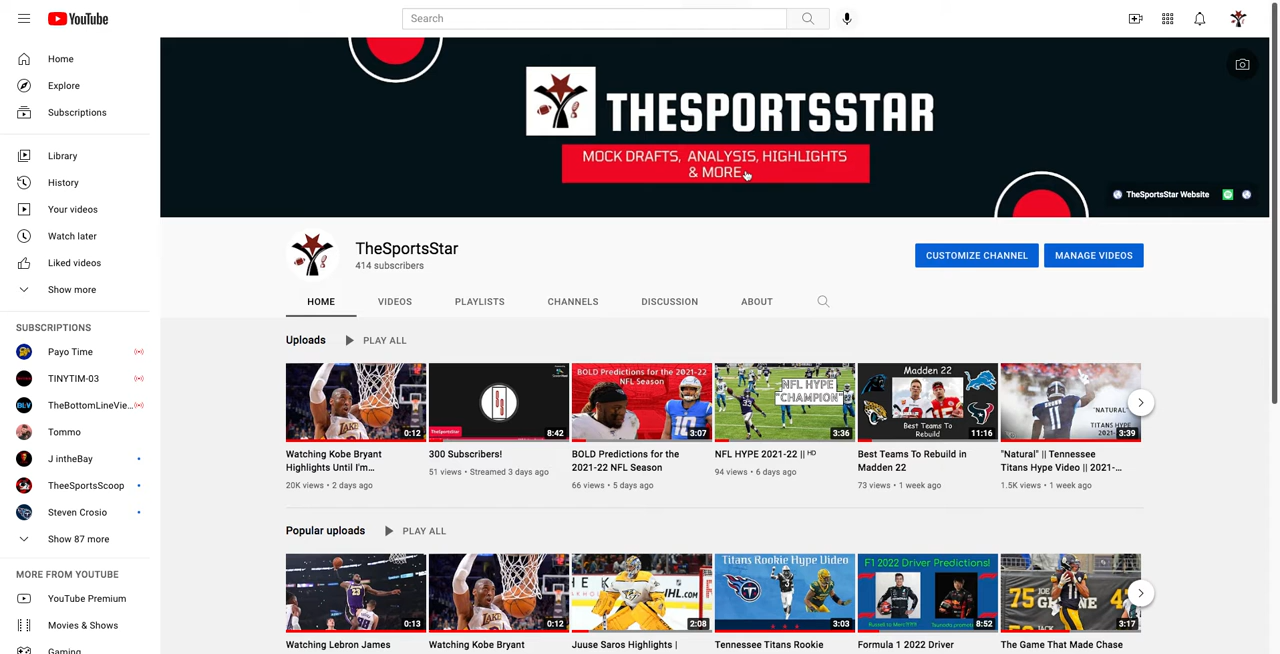 YouTube
Search
Home
Explore
Subscriptions
Library
History
Your videos
Watch later
Liked videos
Show more
SUBSCRIPTIONS
Payo Time
TINYTIM-03
TheBottomLineVie...
Tommo
J intheBay
TheeSportsScoop
Steven Crosio
Show 87 more
MORE FROM YOUTUBE
YouTube Premium
Movies & Shows
Gaming
THESPORTSSTAR
MOCK DRAFTS, ANALYSIS, HIGHLIGHTS
& MORE
TheSportsStar Website
TheSportsStar
414 subscribers
CUSTOMIZE CHANNEL
MANAGE VIDEOS
HOME
VIDEOS
PLAYLISTS
CHANNELS
DISCUSSION
ABOUT
Uploads
PLAY ALL
0:12
Watching Kobe Bryant
Highlights Until I'm...
20K views • 2 days ago
8:42
300 Subscribers!
51 views • Streamed 3 days ago
BOLD Predictions for the 2021-22
NFL Season
3:07
BOLD Predictions for the
2021-22 NFL Season
66 views • 5 days ago
NFL HYPE
"CHAMPION"
3:36
NFL HYPE 2021-22 || ᴴᴰ
94 views • 6 days ago
Madden 22
Best Teams To
Rebuild
11:16
Best Teams To Rebuild in
Madden 22
73 views • 1 week ago
"NATURAL"
TITANS HYPE
2021-
3:39
"Natural" || Tennessee
Titans Hype Video || 2021-...
1.5K views • 1 week ago
Popular uploads
PLAY ALL
0:13
Watching Lebron James
0:12
Watching Kobe Bryant
2:08
Juuse Saros Highlights |
Titans Rookie Hype Video
3:03
Tennessee Titans Rookie
F1 2022 Driver Predictions!
8:52
Formula 1 2022 Driver
3:17
The Game That Made Chase